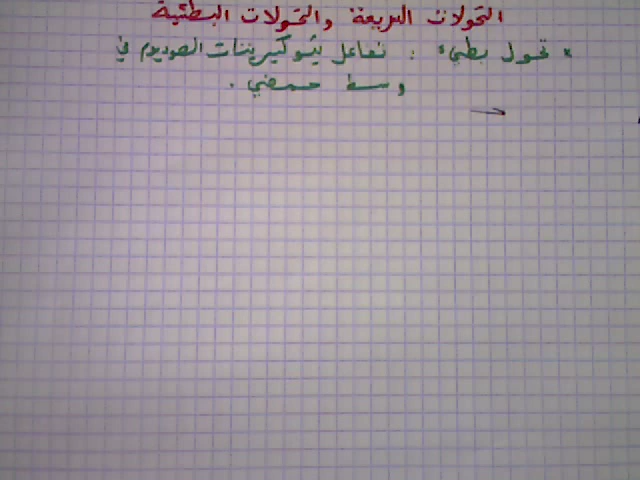 التحولات السريعة والتحولات البطيئة
* تحول بطيء : تفاعل ثيوكبريتات الصوديوم في
وسط حمضي .